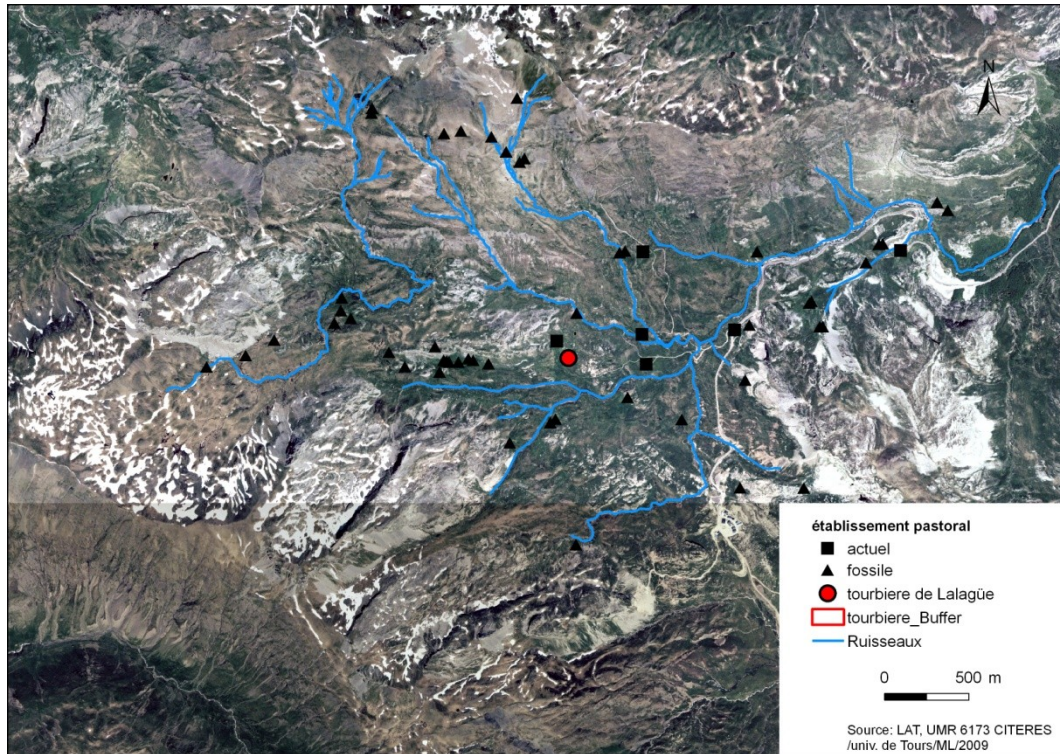 N
établissement pastoral
actuel
fossile
tourbiere de Lalagüe
tourbiere_Buffer
Ruisseaux
0 500 m
Source: LAT, UMR 6173 CITERES
/univ. de Tours/ML/2009